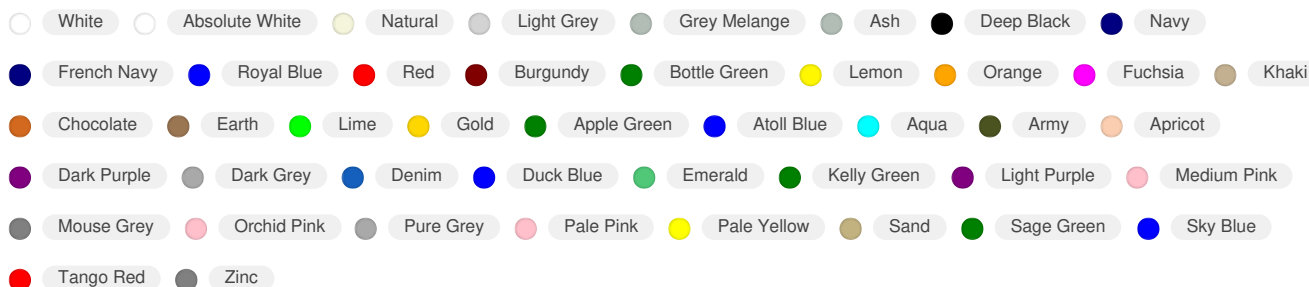 White Absolute White Natural Light Grey Grey Melange Ash Deep Black Navy
French Navy Royal Blue Red Burgundy Bottle Green Lemon Orange Fuchsia Khaki
Chocolate Earth Lime Gold Apple Green Atoll Blue Aqua Army Apricot
Dark Purple Dark Grey Denim Duck Blue Emerald Kelly Green Light Purple Medium Pink
Mouse Grey Orchid Pink Pure Grey Pale Pink Pale Yellow Sand Sage Green Sky Blue
Tango Red Zinc